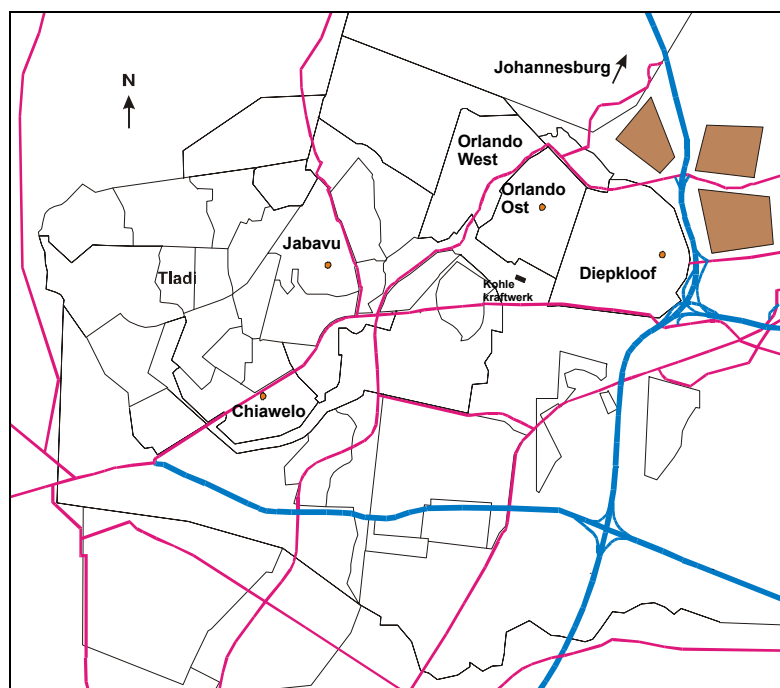 Johannesburg
N
Orlando
West
Orlando
Ost
Jabavu
Tladi
Diepkloof
Kohle
kraftwerk
Chiawelo